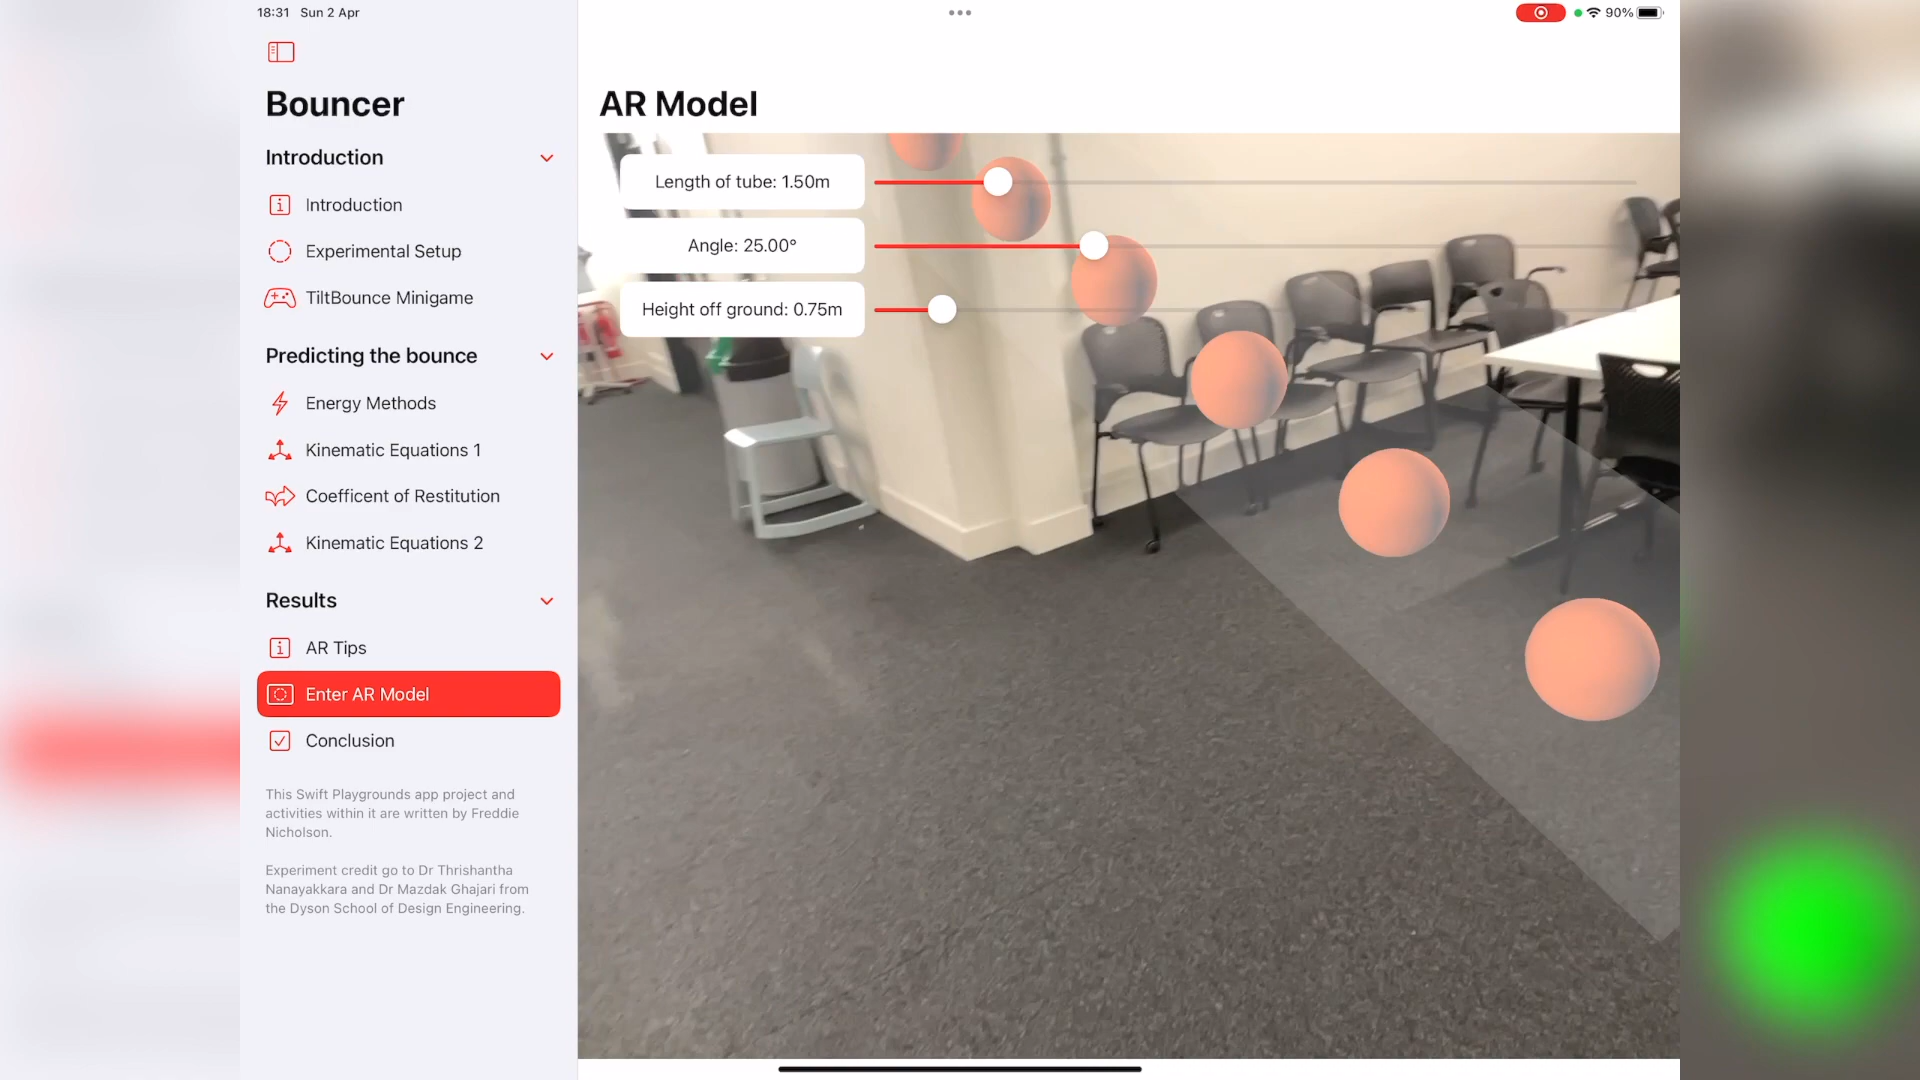 18:31 Sun 2 Apr
90%
Bouncer
Introduction
Introduction
Experimental Setup
TiltBounce Minigame
Predicting the bounce
Energy Methods
Kinematic Equations 1
Coefficent of Restitution
Kinematic Equations 2
Results
AR Tips
Enter AR Model
Conclusion
This Swift Playgrounds app project and
activities within it are written by Freddie
Nicholson.
Experiment credit go to Dr Thrishantha
Nanayakkara and Dr Mazdak Ghajari from
the Dyson School of Design Engineering.
AR Model
Length of tube: 1.50m
Angle: 25.00°
Height off ground: 0.75m